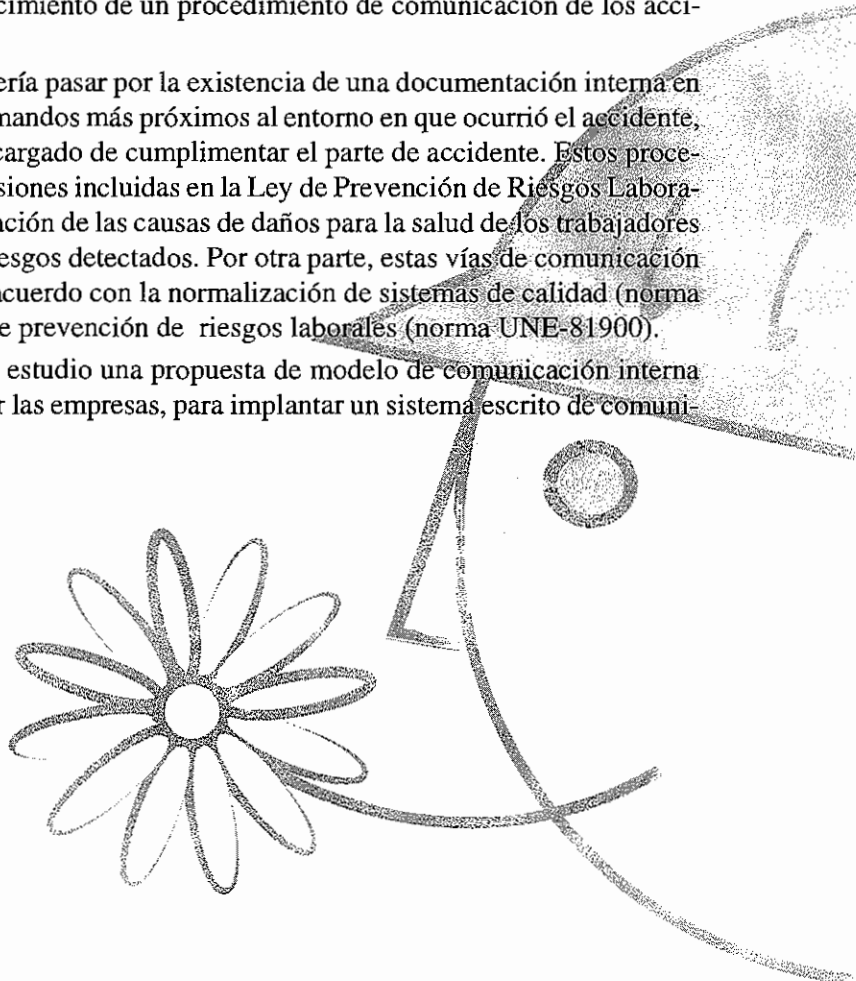 cimiento de un procedimiento de comunicación de los acci-
ería pasar por la existencia de una documentación interna en
mandos más próximos al entorno en que ocurrió el accidente,
cargado de cumplimentar el parte de accidente. Estos proce-
siones incluidas en la Ley de Prevención de Riesgos Labora-
ación de las causas de daños para la salud de los trabajadores
esgos detectados. Por otra parte, estas vías de comunicación
acuerdo con la normalización de sistemas de calidad (norma
e prevención de riesgos laborales (norma UNE-81900).
estudio una propuesta de modelo de comunicación interna
r las empresas, para implantar un sistema escrito de comuni-